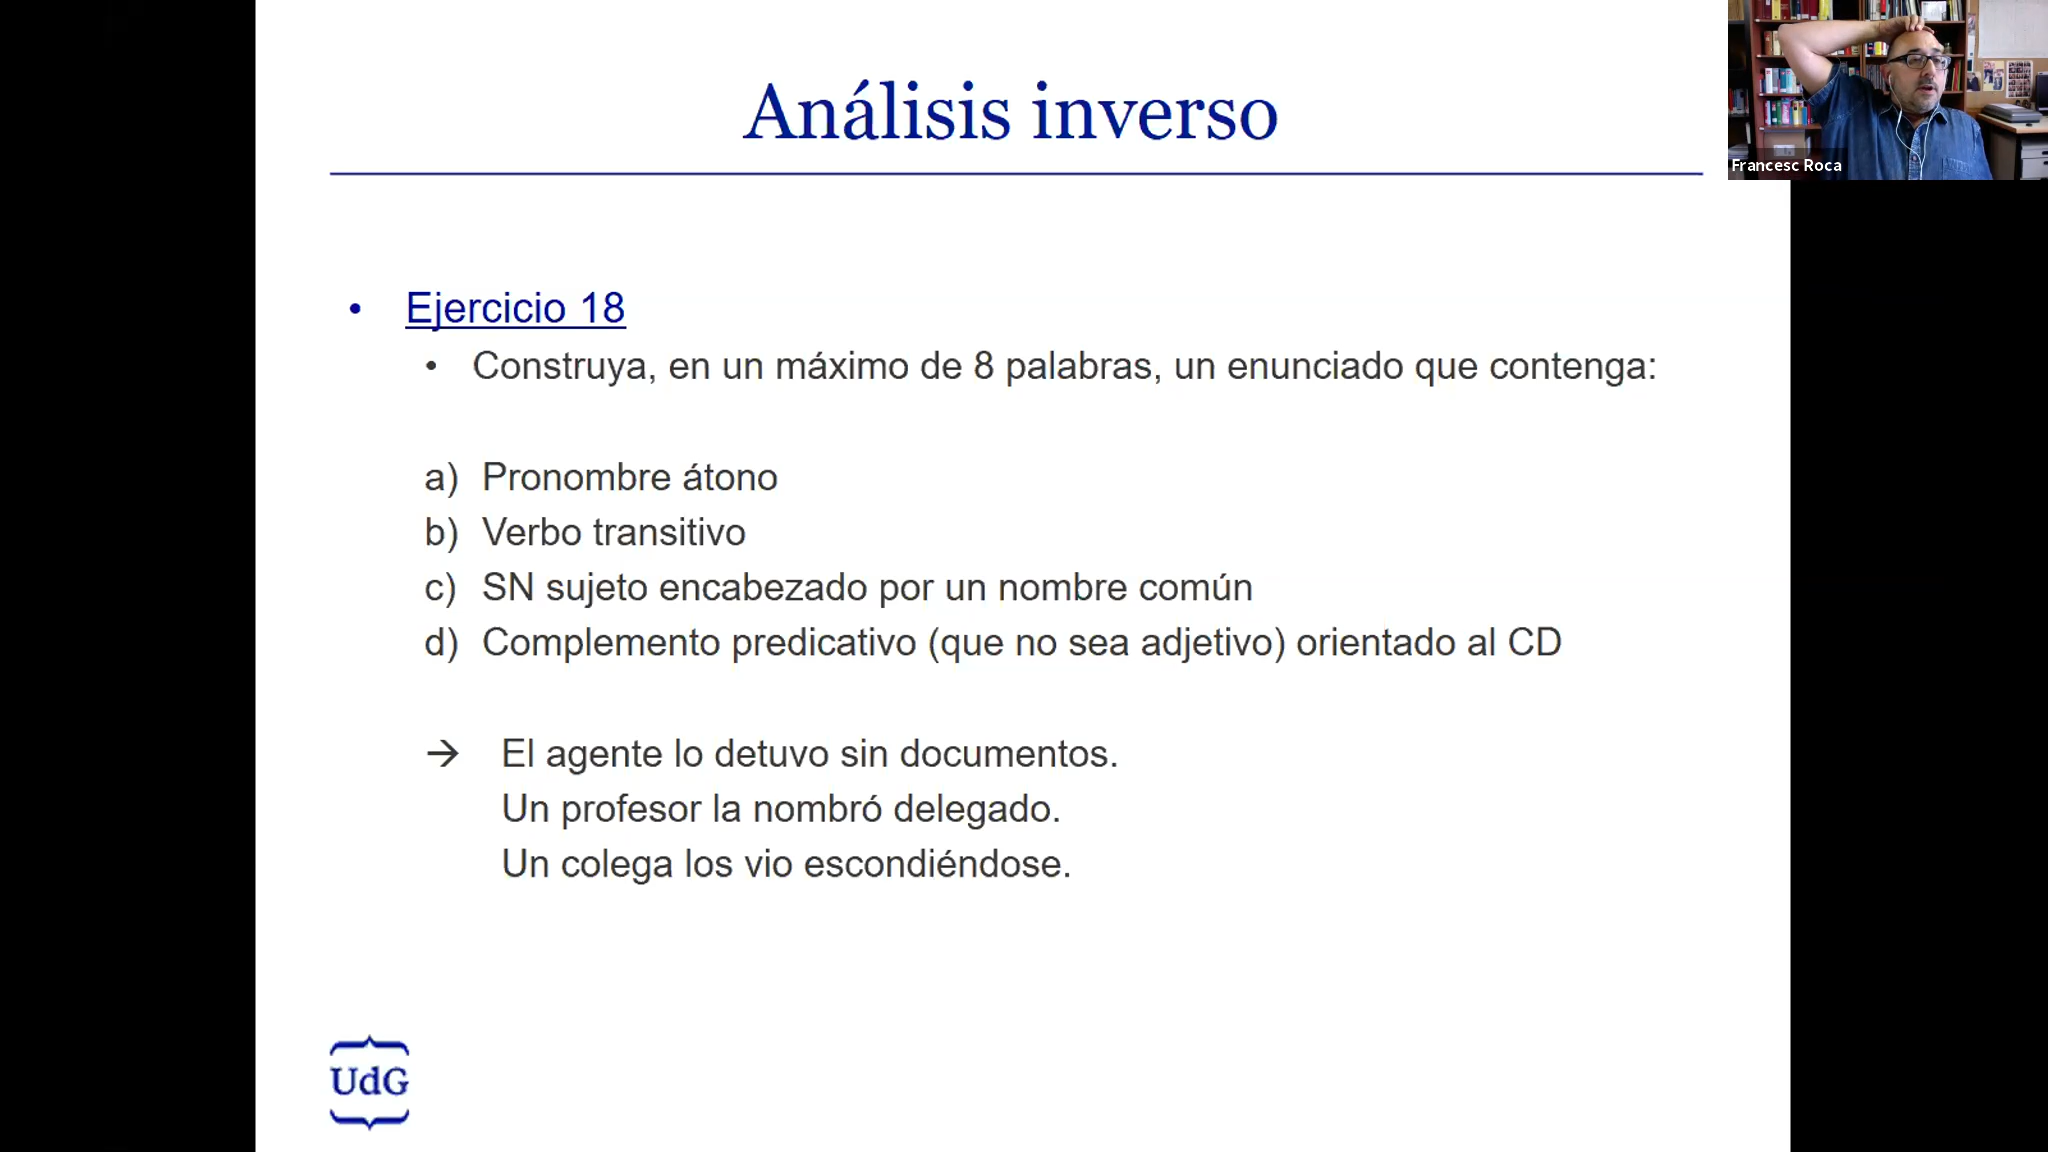 Análisis inverso
Francesc Roca
• Ejercicio 18
• Construya, en un máximo de 8 palabras, un enunciado que contenga:
a) Pronombre átono
b) Verbo transitivo
c) SN sujeto encabezado por un nombre común
d) Complemento predicativo (que no sea adjetivo) orientado al CD
→ El agente lo detuvo sin documentos.
Un profesor la nombró delegado.
Un colega los vio escondiéndose.
UdG